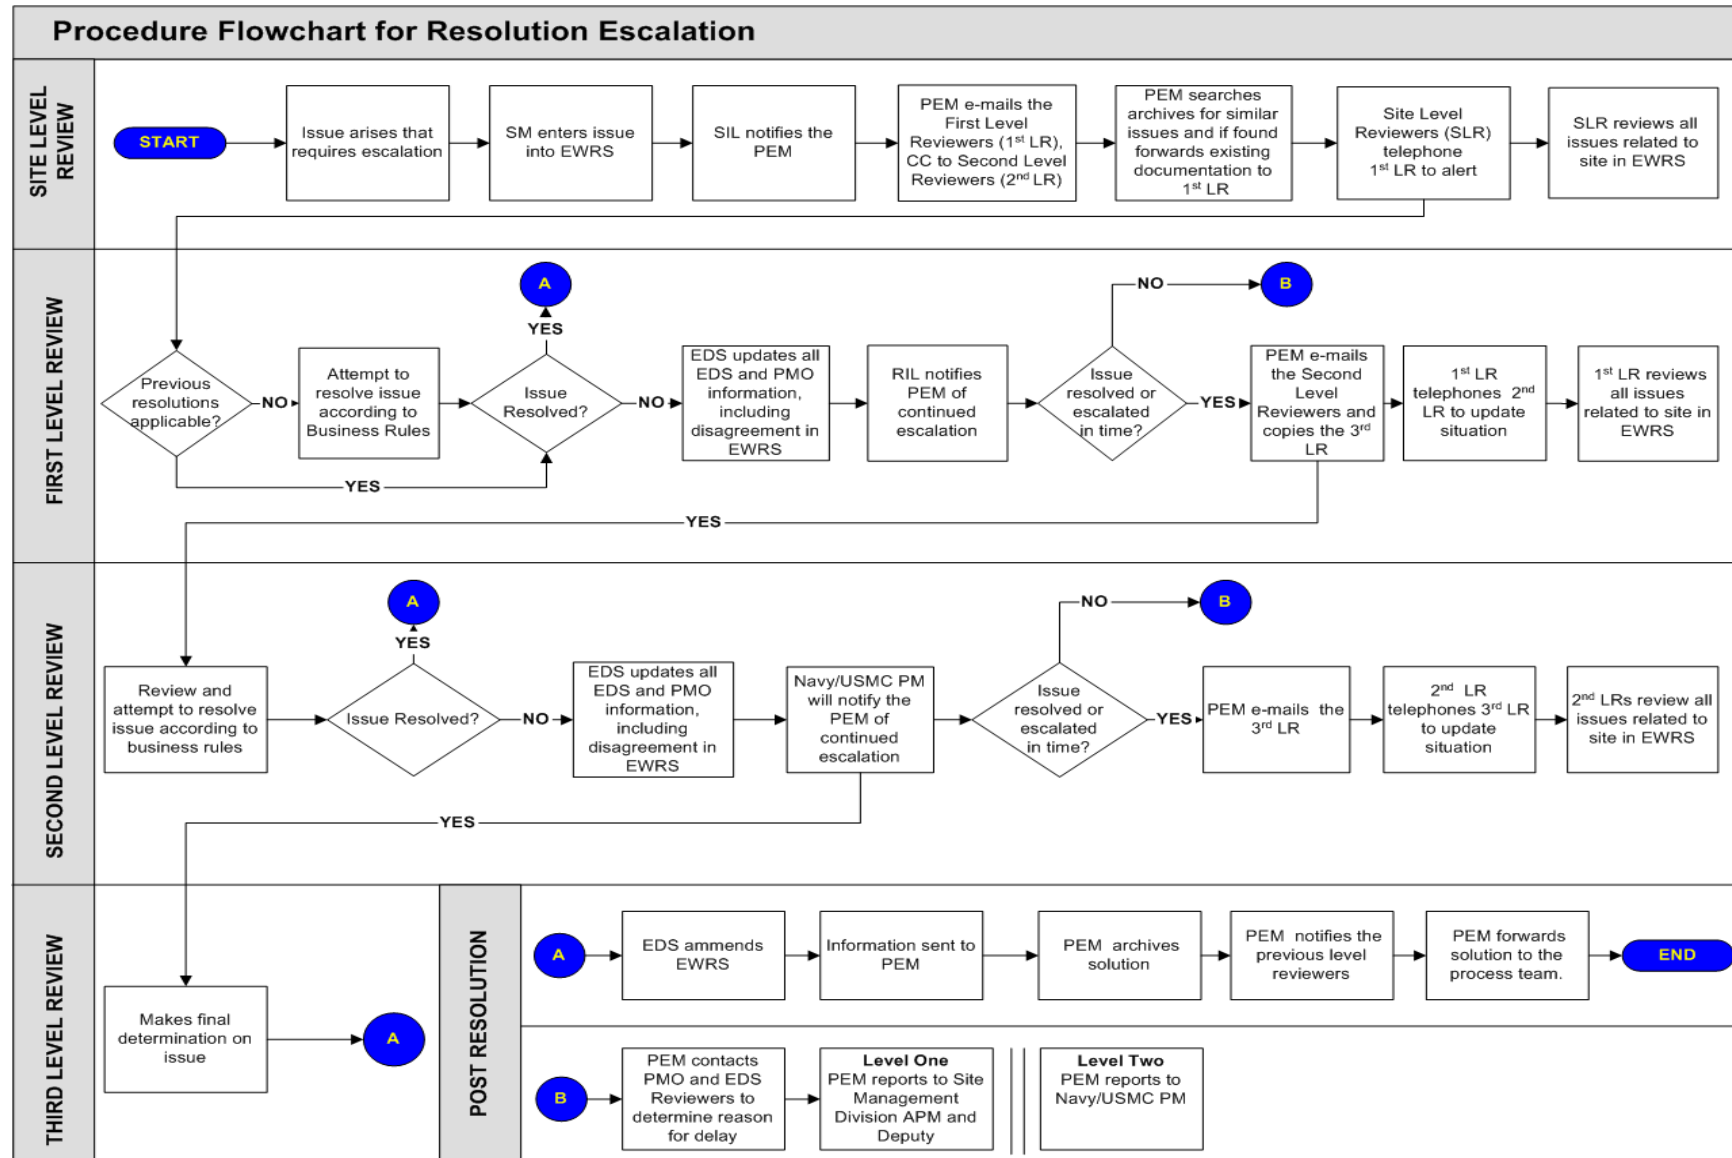 Procedure Flowchart for Resolution Escalation
SITE LEVEL
REVIEW
START
Issue arises that
requires escalation
SM enters issue
into EWRS
SIL notifies the
PEM
PEM e-mails the
First Level
Reviewers (1st LR),
CC to Second Level
Reviewers (2nd LR)
PEM searches
archives for similar
issues and if found
forwards existing
documentation to
1st LR
Site Level
Reviewers (SLR)
telephone
1st LR to alert
SLR reviews all
issues related to
site in EWRS
FIRST LEVEL REVIEW
Previous
resolutions
applicable?
NO
YES
Attempt to
resolve issue
according to
Business Rules
A
YES
Issue
Resolved?
NO
EDS updates all
EDS and PMO
information,
including
disagreement in
EWRS
RIL notifies
PEM of
continued
escalation
NO
B
Issue
resolved or
escalated
in time?
YES
PEM e-mails
the Second
Level
Reviewers and
copies the 3rd
LR
1st LR
telephones 2nd
LR to update
situation
1st LR reviews
all issues
related to site in
EWRS
YES
SECOND LEVEL REVIEW
Review and
attempt to resolve
issue according to
business rules
A
YES
Issue Resolved?
NO
EDS updates all
EDS and PMO
information,
including
disagreement in
EWRS
Navy/USMC PM
will notify the
PEM of
continued
escalation
NO
B
Issue
resolved or
escalated
in time?
YES
PEM e-mails the
3rd LR
2nd LR
telephones 3rd LR
to update
situation
2nd LRs review all
issues related to
site in EWRS
YES
THIRD LEVEL REVIEW
Makes final
determination on
issue
A
POST RESOLUTION
A
EDS ammends
EWRS
Information sent to
PEM
PEM archives
solution
PEM notifies the
previous level
reviewers
PEM forwards
solution to the
process team.
END
B
PEM contacts
PMO and EDS
Reviewers to
determine reason
for delay
Level One
PEM reports to Site
Management
Division APM and
Deputy
Level Two
PEM reports to
Navy/USMC PM